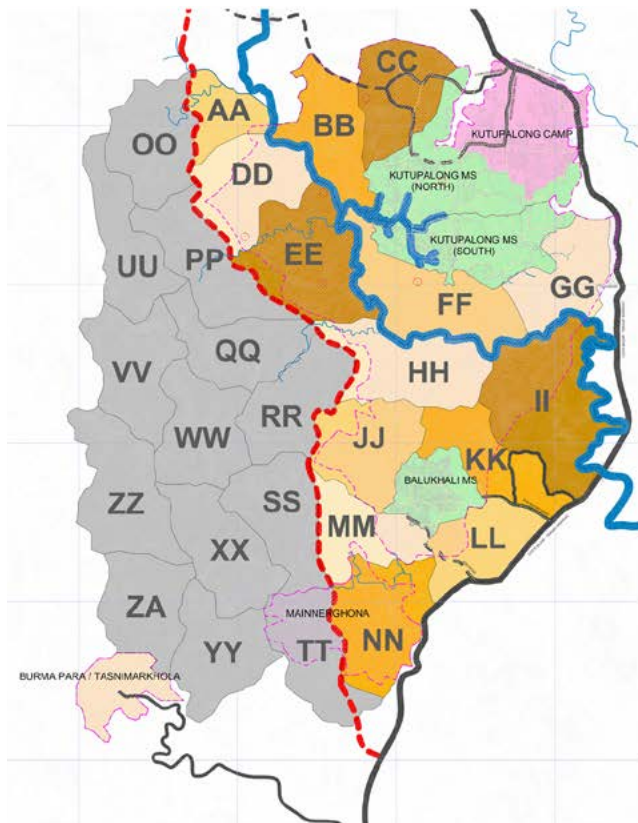 CC
AA
BB
KUTUPALONG CAMP
OO
DD
KUTUPALONG MS
(NORTH)
PP
EE
KUTUPALONG MS
(SOUTH)
UU
FF
GG
QQ
HH
VV
II
RR
JJ
WW
KK
BALUKHALI MS
ZZ
SS
MM
LL
XX
ZA
MAINNERGHONA
NN
YY
TT
BURMA PARA / TASNIMARKHOLA